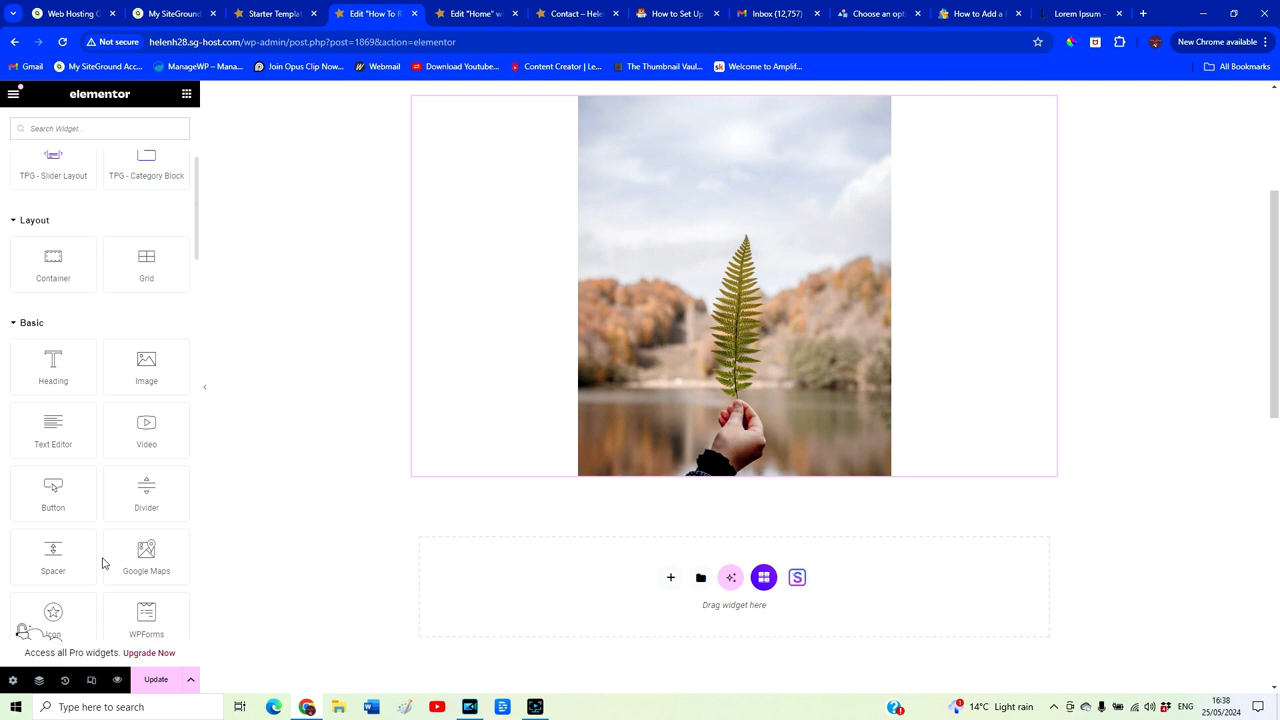 Web Hosting C
My SiteGround
Starter Templat
Edit "How To R
Edit "Home" w
Contact – Hele
How to Set Up
Inbox (12,757)
Choose an opti
How to Add a
Lorem Ipsum -
Not secure
helenh28.sg-host.com/wp-admin/post.php?post=1869&action=elementor
New Chrome available
Gmail
My SiteGround Acc...
ManageWP – Mana...
Join Opus Clip Now...
Webmail
Download Youtube...
Content Creator | Le...
The Thumbnail Vaul...
Welcome to Amplif...
All Bookmarks
elementor
Search Widget...
TPG - Slider Layout
TPG - Category Block
Layout
Container
Grid
Basic
Heading
Image
Text Editor
Video
Button
Divider
Spacer
Google Maps
Icon
WPForms
Access all Pro widgets. Upgrade Now
Update
Drag widget here
Type here to search
14°C Light rain
ENG
16:38
25/05/2024